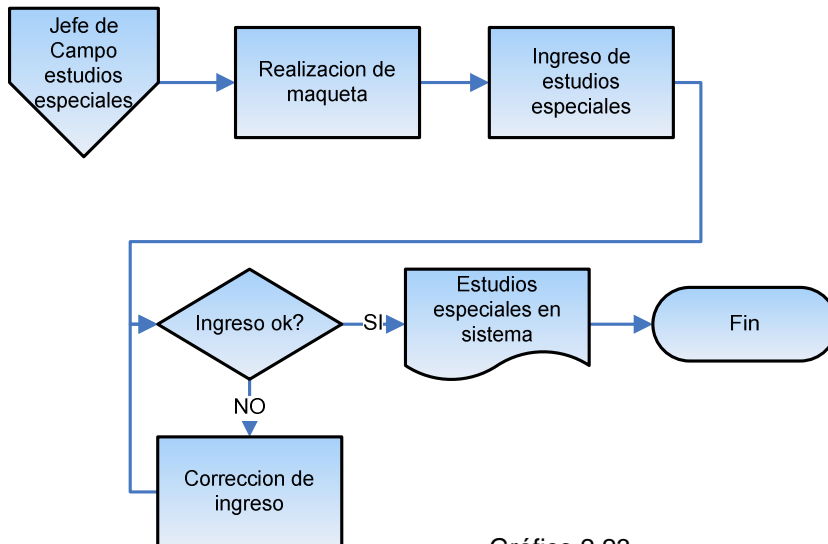 Jefe de
Campo
estudios
especiales
Realizacion de
maqueta
Ingreso de
estudios
especiales
Ingreso ok?
SI
Estudios
especiales en
sistema
Fin
NO
Correccion de
ingreso